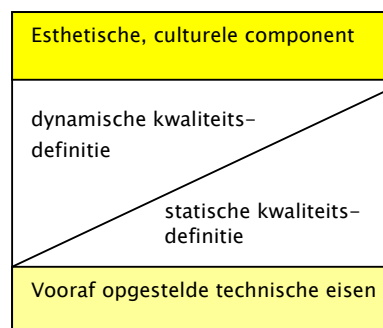 Esthetische, culturele component
dynamische kwaliteits-
definitie
statische kwaliteits-
definitie
Vooraf opgestelde technische eisen